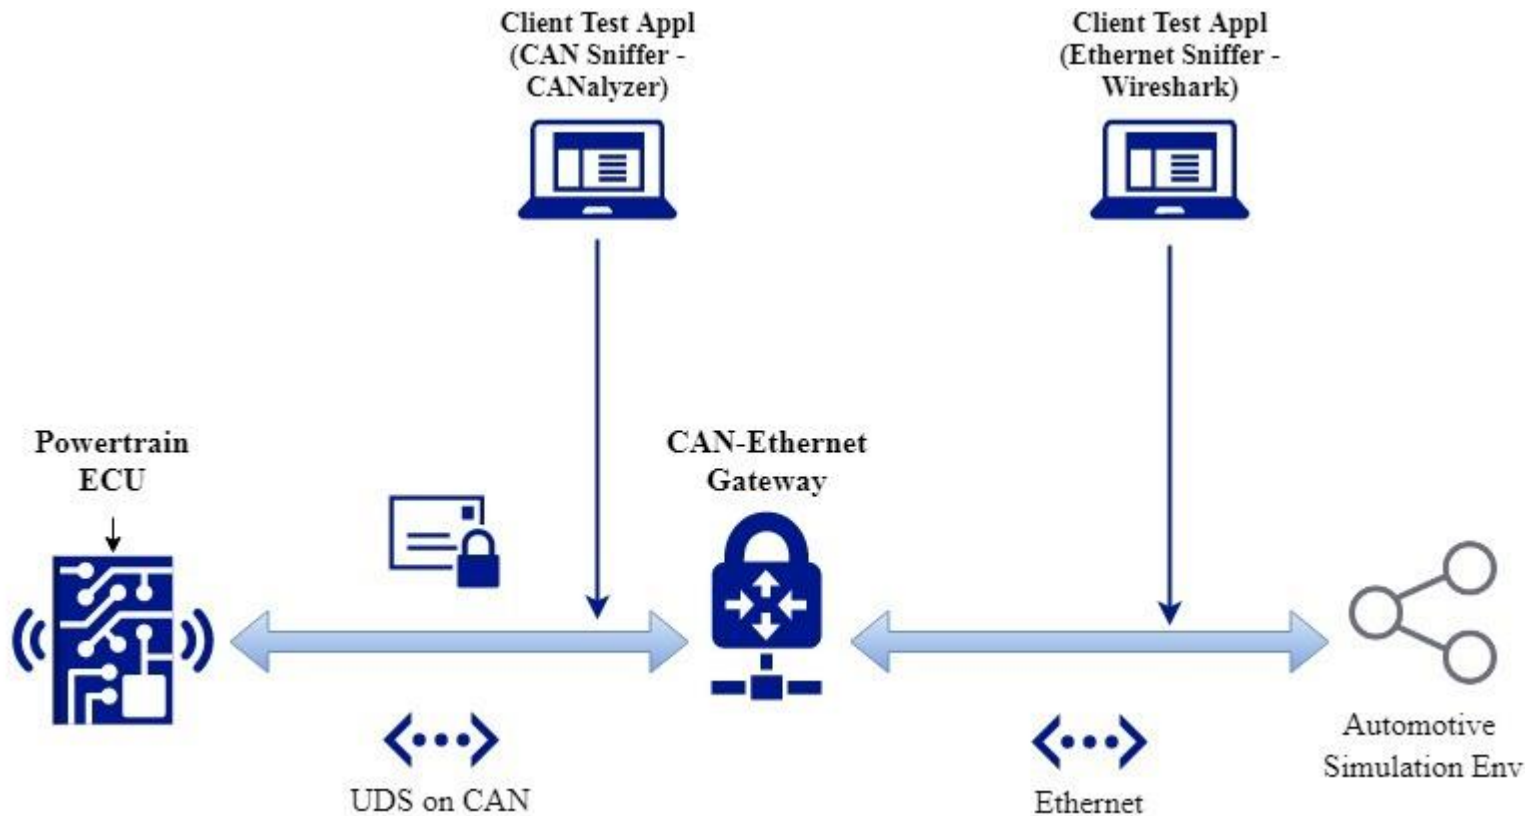 Client Test Appl
(CAN Sniffer -
CANalyzer)
Client Test Appl
(Ethernet Sniffer -
Wireshark)
Powertrain
ECU
CAN-Ethernet
Gateway
UDS on CAN
Ethernet
Automotive
Simulation Env